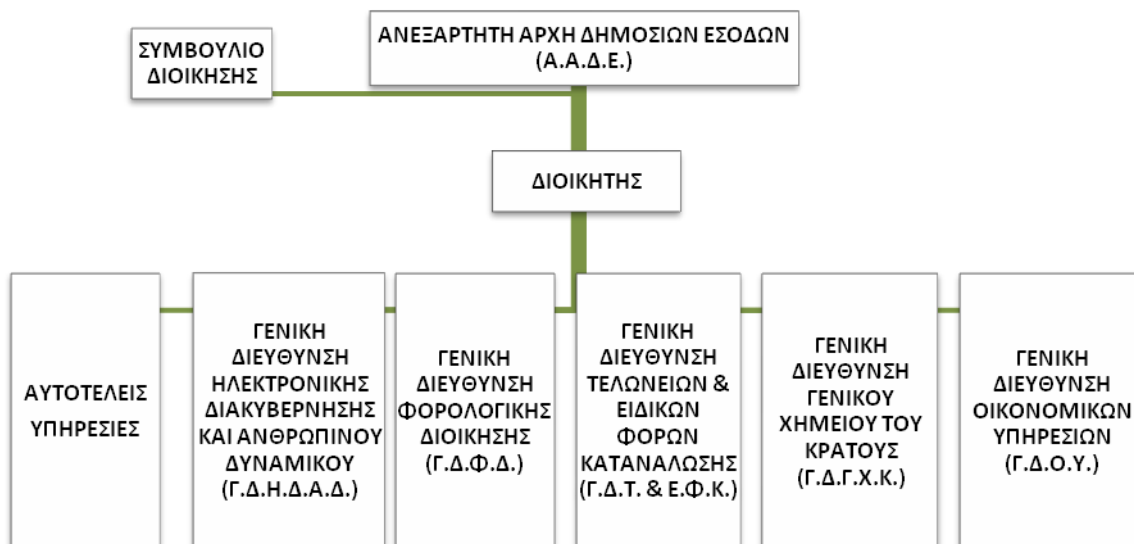 ΣΥΜΒΟΥΛΙΟ
ΔΙΟΙΚΗΣΗΣ
ΑΝΕΞΑΡΤΗΤΗ ΑΡΧΗ ΔΗΜΟΣΙΩΝ ΕΣΟΔΩΝ
(Α.Α.Δ.Ε.)
ΔΙΟΙΚΗΤΗΣ
ΑΥΤΟΤΕΛΕΙΣ
ΥΠΗΡΕΣΙΕΣ
ΓΕΝΙΚΗ
ΔΙΕΥΘΥΝΣΗ
ΗΛΕΚΤΡΟΝΙΚΗΣ
ΔΙΑΚΥΒΕΡΝΗΣΗΣ
ΚΑΙ ΑΝΘΡΩΠΙΝΟΥ
ΔΥΝΑΜΙΚΟΥ
(Γ.Δ.Η.Δ.Α.Δ.)
ΓΕΝΙΚΗ
ΔΙΕΥΘΥΝΣΗ
ΦΟΡΟΛΟΓΙΚΗΣ
ΔΙΟΙΚΗΣΗΣ
(Γ.Δ.Φ.Δ.)
ΓΕΝΙΚΗ
ΔΙΕΥΘΥΝΣΗ
ΤΕΛΩΝΕΙΩΝ &
ΕΙΔΙΚΩΝ
ΦΟΡΩΝ
ΚΑΤΑΝΑΛΩΣΗΣ
(Γ.Δ.Τ. & Ε.Φ.Κ.)
ΓΕΝΙΚΗ
ΔΙΕΥΘΥΝΣΗ
ΓΕΝΙΚΟΥ
ΧΗΜΕΙΟΥ ΤΟΥ
ΚΡΑΤΟΥΣ
(Γ.Δ.Γ.Χ.Κ.)
ΓΕΝΙΚΗ
ΔΙΕΥΘΥΝΣΗ
ΟΙΚΟΝΟΜΙΚΩΝ
ΥΠΗΡΕΣΙΩΝ
(Γ.Δ.Ο.Υ.)